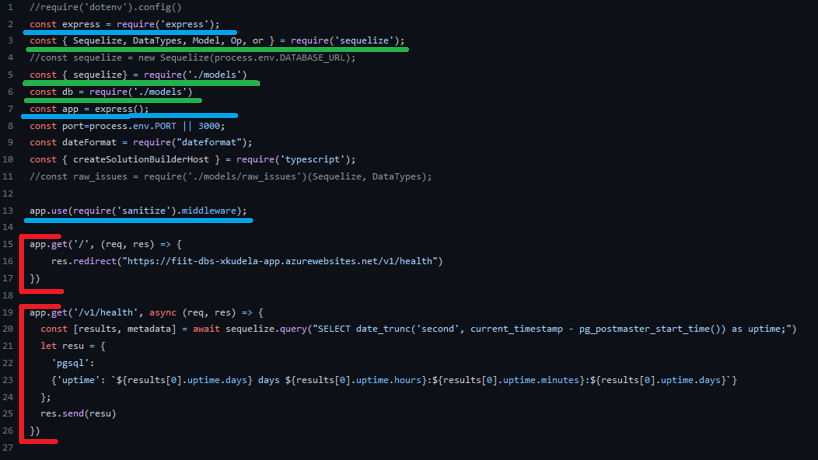 1 //require('dotenv').config()
2 const express = require('express');
3 const { Sequelize, DataTypes, Model, Op, or } = require('sequelize');
4 //const sequelize = new Sequelize(process.env.DATABASE_URL);
5 const { sequelize} = require('./models')
6 const db = require('./models')
7 const app = express();
8 const port=process.env.PORT || 3000;
9 const dateFormat = require("dateformat");
10 const { createSolutionBuilderHost } = require('typescript');
11 //const raw_issues = require('./models/raw_issues')(Sequelize, DataTypes);
12
13 app.use(require('sanitize').middleware);
14
15 app.get('/', (req, res) => {
16 res.redirect("https://fiit-dbs-xkudela-app.azurewebsites.net/v1/health")
17 })
18
19 app.get('/v1/health', async (req, res) => {
20 const [results, metadata] = await sequelize.query("SELECT date_trunc('second', current_timestamp - pg_postmaster_start_time()) as uptime;")
21 let resu = {
22 'pgsql':
23 {'uptime': `${results[0].uptime.days} days ${results[0].uptime.hours}:${results[0].uptime.minutes}:${results[0].uptime.days}`}
24 };
25 res.send(resu)
26 })
27